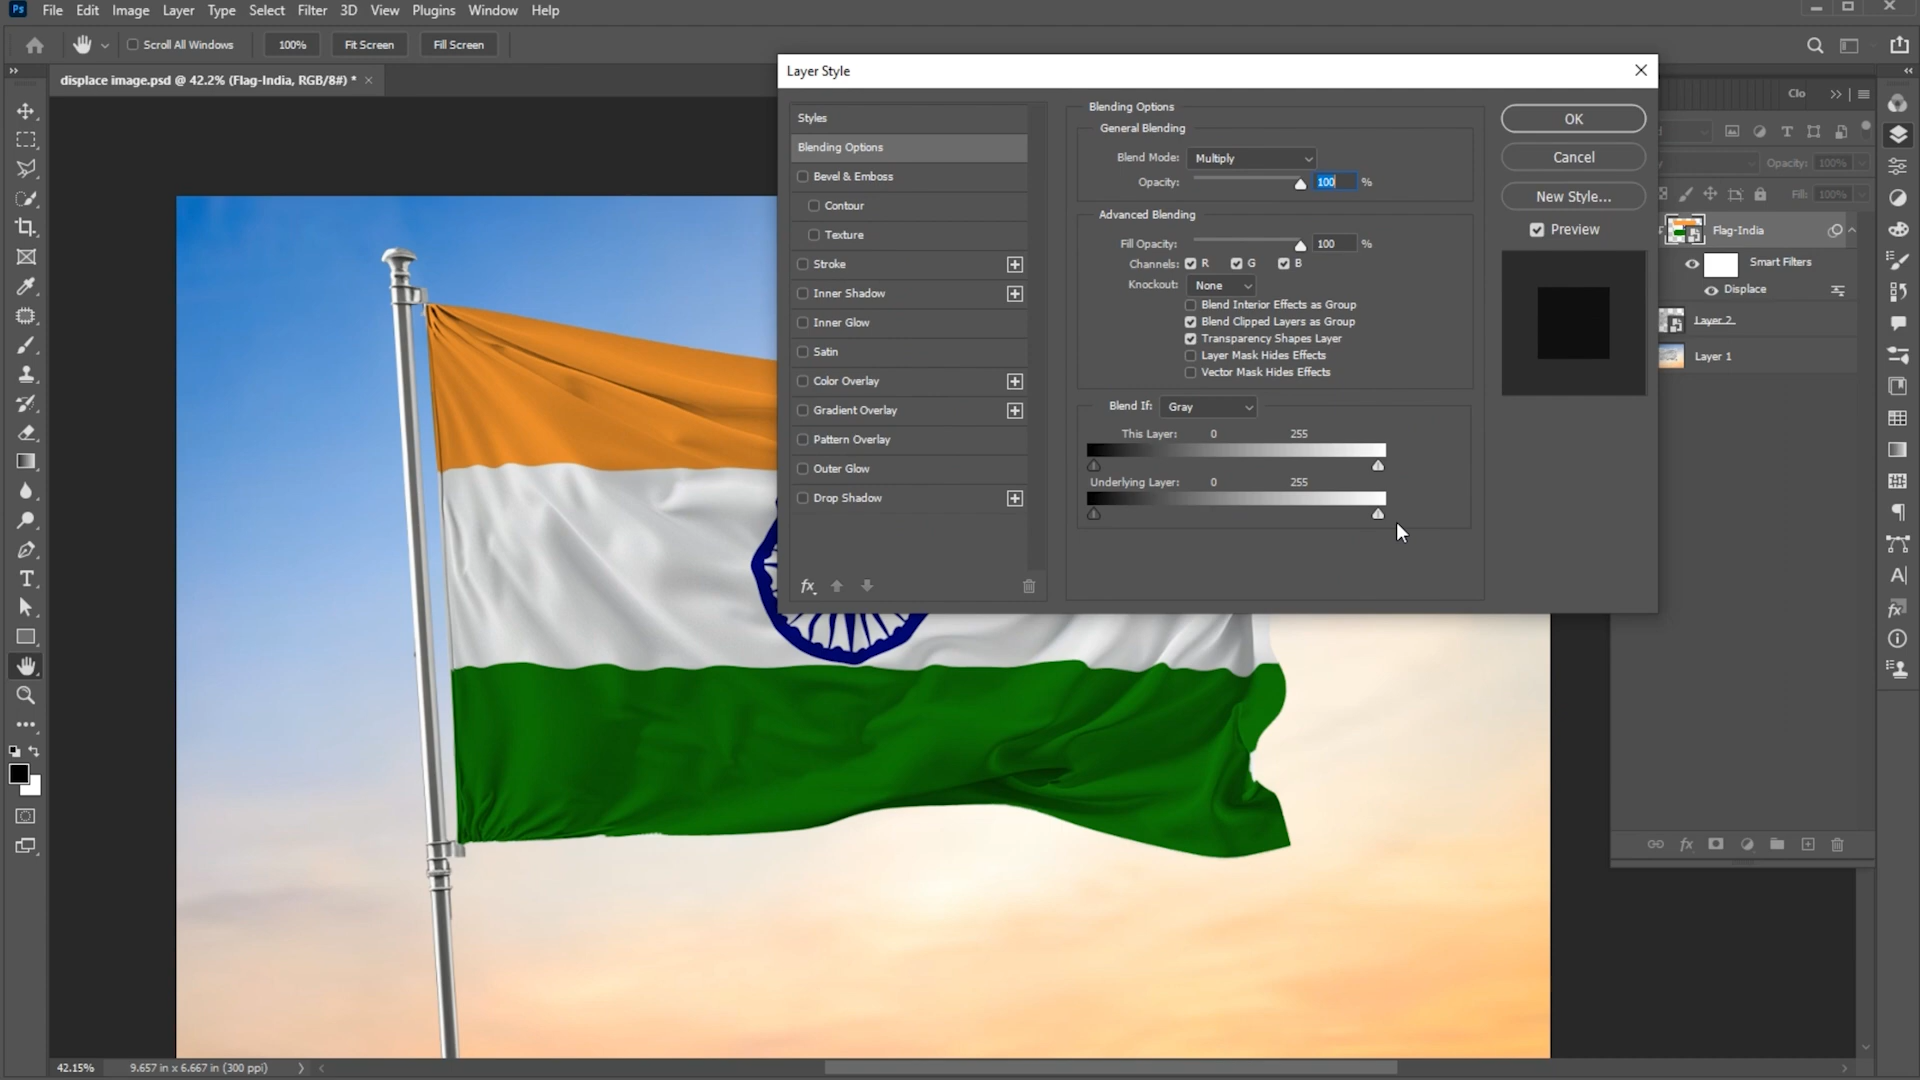 Ps File Edit Image Layer Type Select Filter 3D View Plugins Window Help
Scroll All Windows 100% Fit Screen Fill Screen
displace image.psd @ 42.2% (Flag-India, RGB/8#) *
Layer Style
Styles
Blending Options
Bevel & Emboss
Contour
Texture
Stroke
Inner Shadow
Inner Glow
Satin
Color Overlay
Gradient Overlay
Pattern Overlay
Outer Glow
Drop Shadow
fx
Blending Options
General Blending
Blend Mode: Multiply
Opacity: 100 %
Advanced Blending
Fill Opacity: 100 %
Channels: R G B
Knockout: None
Blend Interior Effects as Group
Blend Clipped Layers as Group
Transparency Shapes Layer
Layer Mask Hides Effects
Vector Mask Hides Effects
Blend If: Gray
This Layer: 0 255
Underlying Layer: 0 255
OK
Cancel
New Style...
Preview
Clo
Opacity: 100%
Fill: 100%
Flag-India
Smart Filters
Displace
Layer 2
Layer 1
fx
42.15% 9.657 in x 6.667 in (300 ppi)